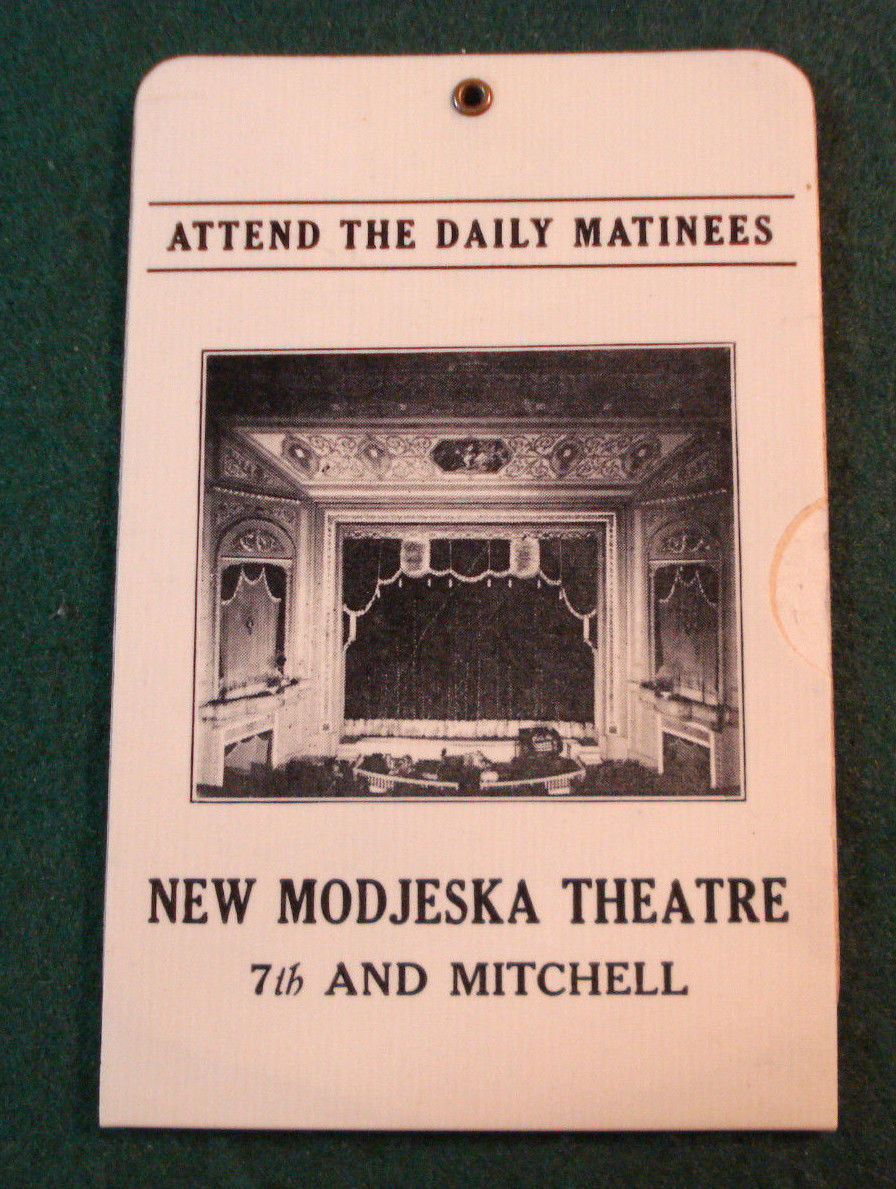 ATTEND THE DAILY MATINEES
NEW MODJESKA THEATRE
7th AND MITCHELL